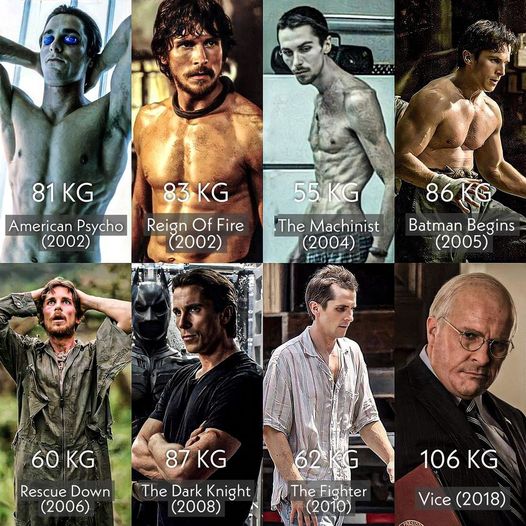 81 KG
American Psycho
(2002)
83 KG
Reign Of Fire
(2002)
55 KG
The Machinist
(2004)
86 KG
Batman Begins
(2005)
60 KG
Rescue Down
(2006)
87 KG
The Dark Knight
(2008)
62 KG
The Fighter
(2010)
106 KG
Vice (2018)